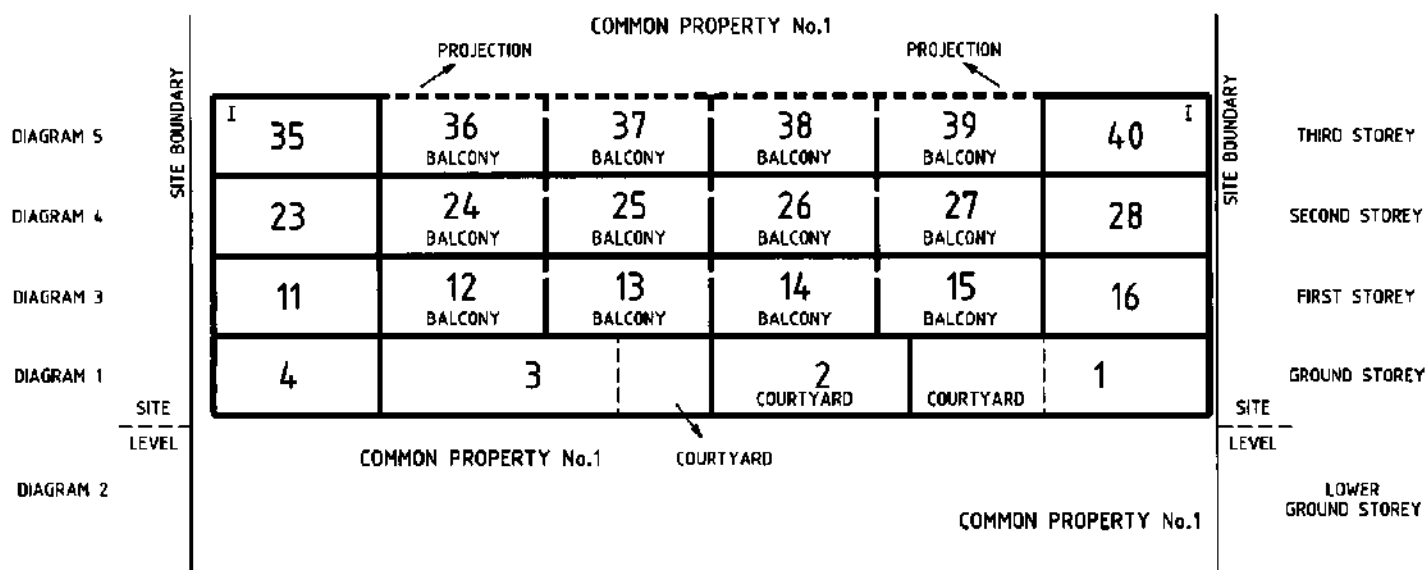 COMMON PROPERTY No.1
PROJECTION PROJECTION
SITE BOUNDARY SITE BOUNDARY
I I
DIAGRAM 5 35 36 37 38 39 40 THIRD STOREY
BALCONY BALCONY BALCONY BALCONY
DIAGRAM 4 23 24 25 26 27 28 SECOND STOREY
BALCONY BALCONY BALCONY BALCONY
DIAGRAM 3 11 12 13 14 15 16 FIRST STOREY
BALCONY BALCONY BALCONY BALCONY
DIAGRAM 1 4 3 2 1 GROUND STOREY
COURTYARD COURTYARD
SITE SITE
LEVEL LEVEL
COMMON PROPERTY No.1 COURTYARD
DIAGRAM 2 LOWER
GROUND STOREY
COMMON PROPERTY No.1